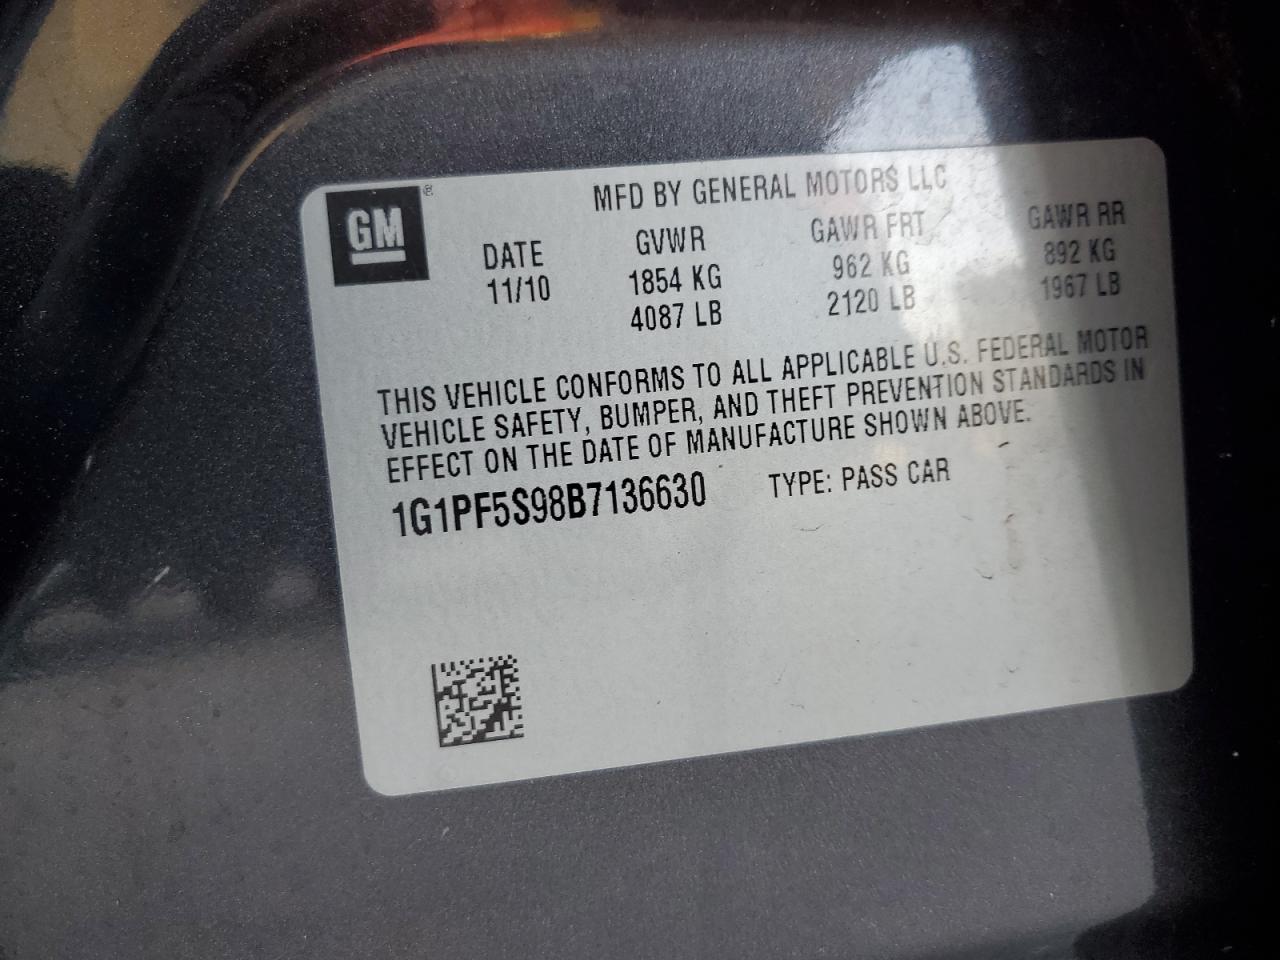 GM ®
MFD BY GENERAL MOTORS LLC
DATE GVWR GAWR FRT GAWR RR
11/10 1854 KG 962 KG 892 KG
4087 LB 2120 LB 1967 LB
THIS VEHICLE CONFORMS TO ALL APPLICABLE U.S. FEDERAL MOTOR
VEHICLE SAFETY, BUMPER, AND THEFT PREVENTION STANDARDS IN
EFFECT ON THE DATE OF MANUFACTURE SHOWN ABOVE.
1G1PF5S98B7136630 TYPE: PASS CAR